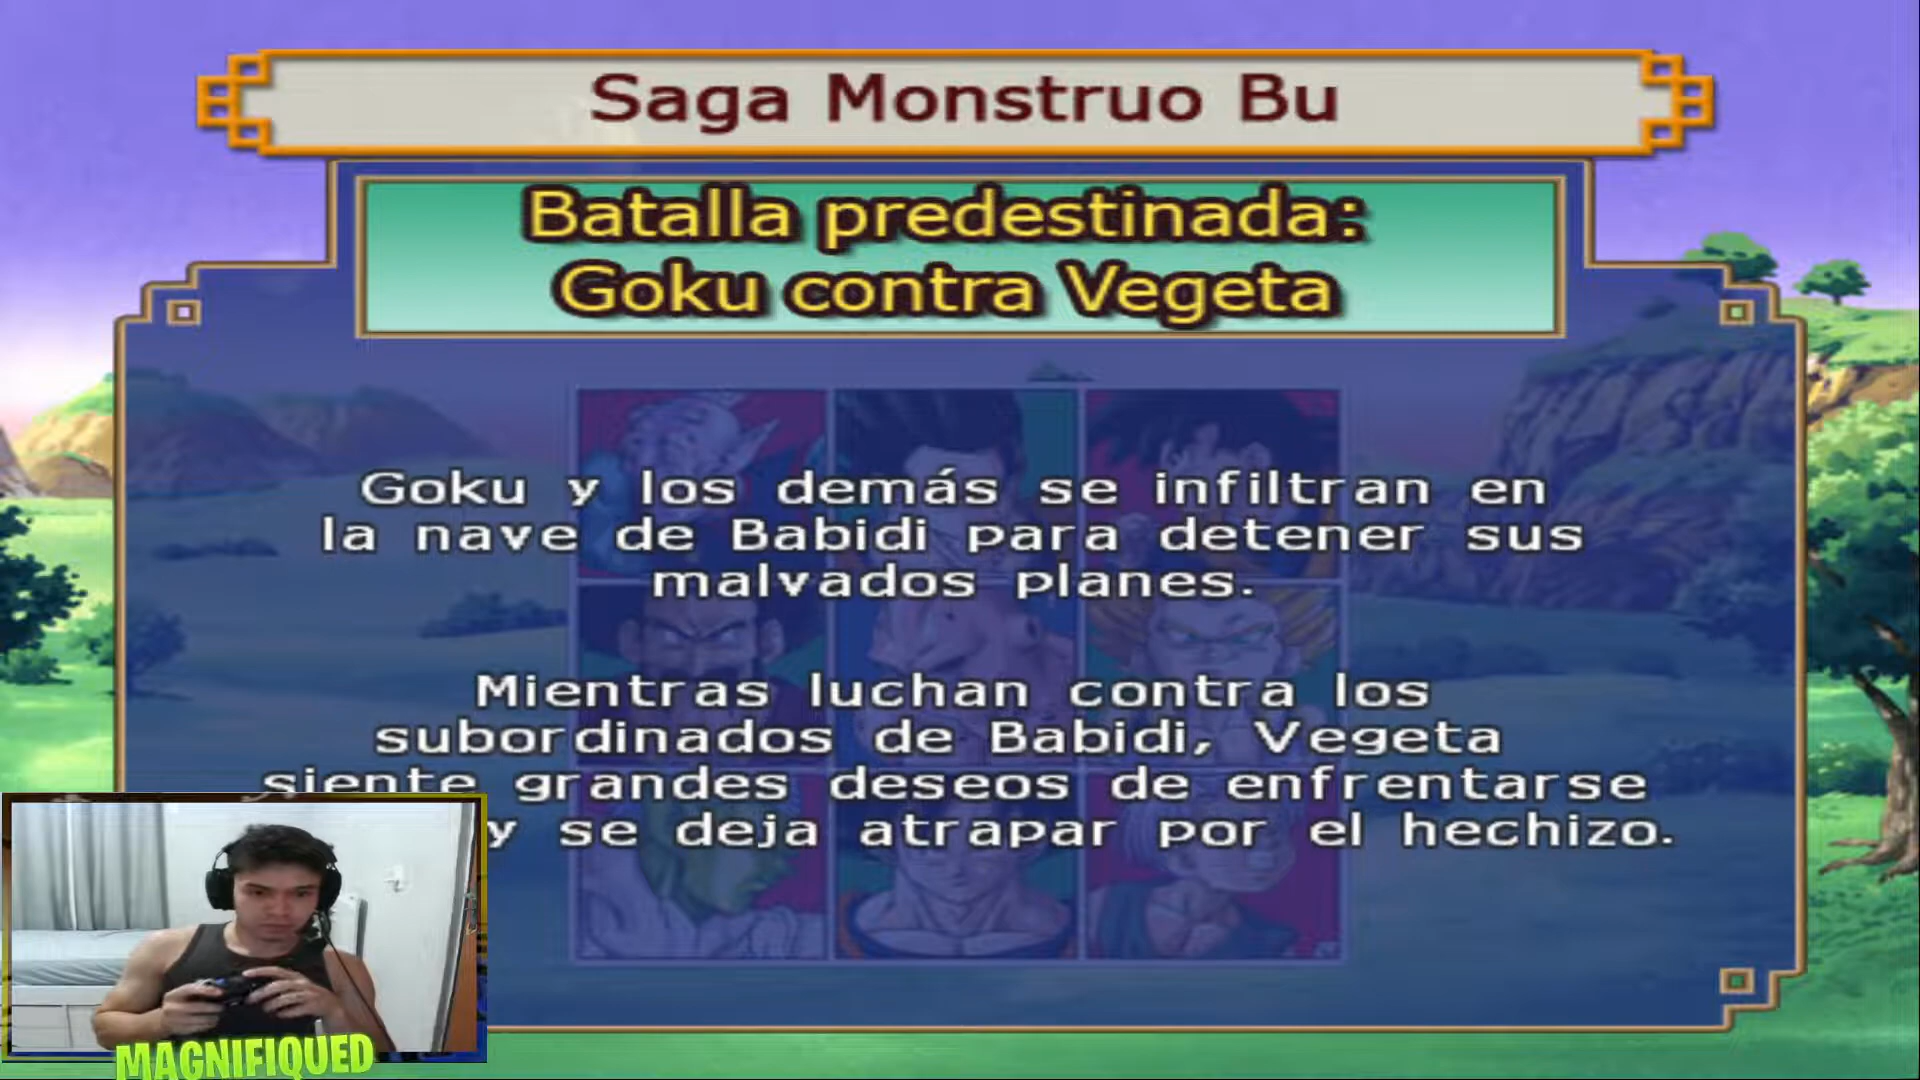 Saga Monstruo Bu
Batalla predestinada:
Goku contra Vegeta
Goku y los demás se infiltran en
la nave de Babidi para detener sus
malvados planes.
Mientras luchan contra los
subordinados de Babidi, Vegeta
siente grandes deseos de enfrentarse
y se deja atrapar por el hechizo.
MAGNIFIQUED